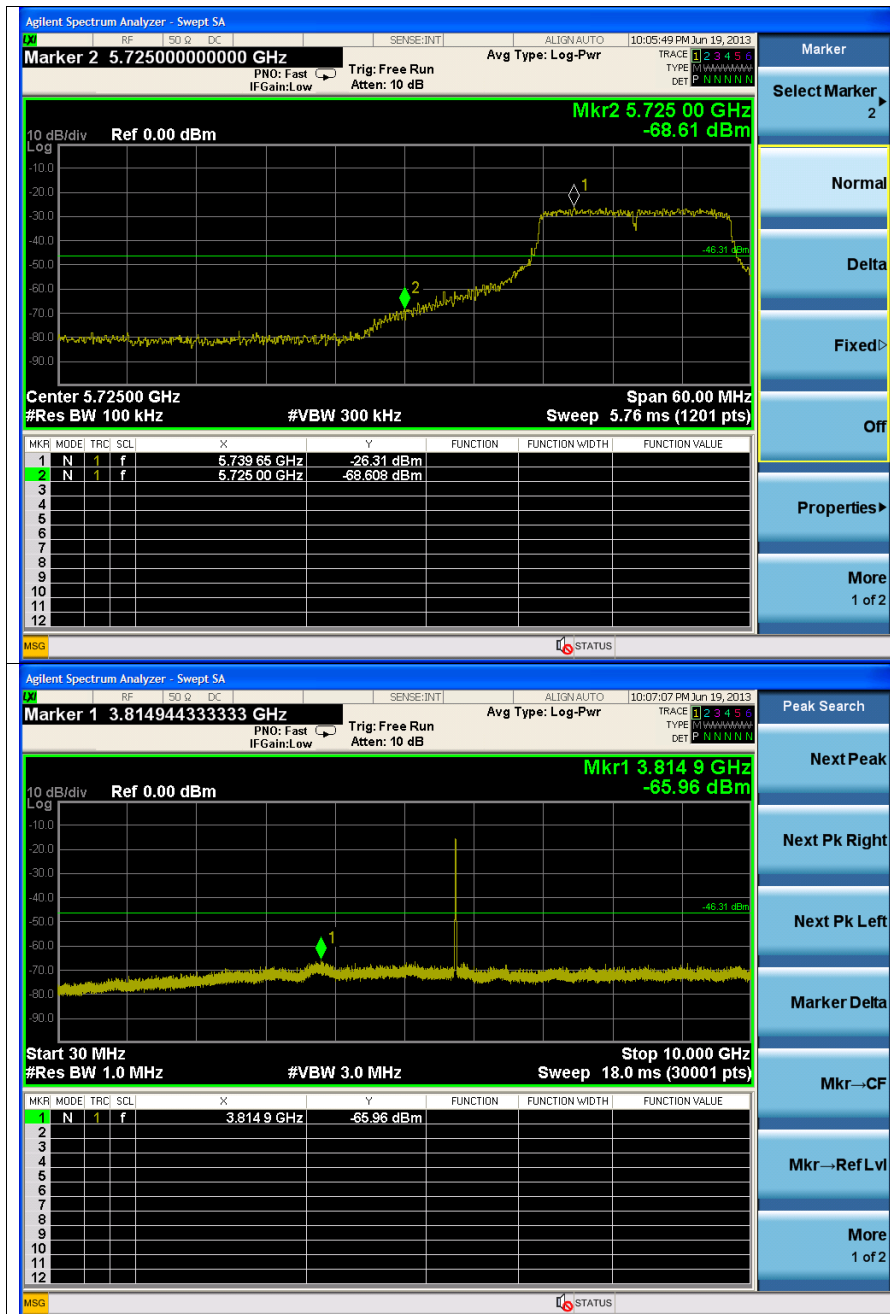 Agilent Spectrum Analyzer - Swept SA
LXI RF 50 Ω DC SENSE:INT ALIGN AUTO 10:05:49 PM Jun 19, 2013
Marker 2 5.725000000000 GHz
PNO: Fast
IFGain:Low
Trig: Free Run
Atten: 10 dB
Avg Type: Log-Pwr
TRACE 1 2 3 4 5 6
TYPE M WWWWW
DET P N N N N N
Mkr2 5.725 00 GHz
-68.61 dBm
10 dB/div Ref 0.00 dBm
Log
-10.0
-20.0
-30.0
-40.0
-50.0
-60.0
-70.0
-80.0
-90.0
1
2
-46.31 dBm
Center 5.72500 GHz Span 60.00 MHz
#Res BW 100 kHz #VBW 300 kHz Sweep 5.76 ms (1201 pts)
MKR MODE TRC SCL X Y FUNCTION FUNCTION WIDTH FUNCTION VALUE
1 N 1 f 5.739 65 GHz -26.31 dBm
2 N 1 f 5.725 00 GHz -68.608 dBm
3
4
5
6
7
8
9
10
11
12
MSG STATUS
Marker
Select Marker
2
Normal
Delta
Fixed
Off
Properties
More
1 of 2
Agilent Spectrum Analyzer - Swept SA
LXI RF 50 Ω DC SENSE:INT ALIGN AUTO 10:07:07 PM Jun 19, 2013
Marker 1 3.814944333333 GHz
PNO: Fast
IFGain:Low
Trig: Free Run
Atten: 10 dB
Avg Type: Log-Pwr
TRACE 1 2 3 4 5 6
TYPE M WWWWW
DET P N N N N N
Mkr1 3.814 9 GHz
-65.96 dBm
10 dB/div Ref 0.00 dBm
Log
-10.0
-20.0
-30.0
-40.0
-50.0
-60.0
-70.0
-80.0
-90.0
1
-46.31 dBm
Start 30 MHz Stop 10.000 GHz
#Res BW 1.0 MHz #VBW 3.0 MHz Sweep 18.0 ms (30001 pts)
MKR MODE TRC SCL X Y FUNCTION FUNCTION WIDTH FUNCTION VALUE
1 N 1 f 3.814 9 GHz -65.96 dBm
2
3
4
5
6
7
8
9
10
11
12
MSG STATUS
Peak Search
Next Peak
Next Pk Right
Next Pk Left
Marker Delta
Mkr→CF
Mkr→Ref Lvl
More
1 of 2